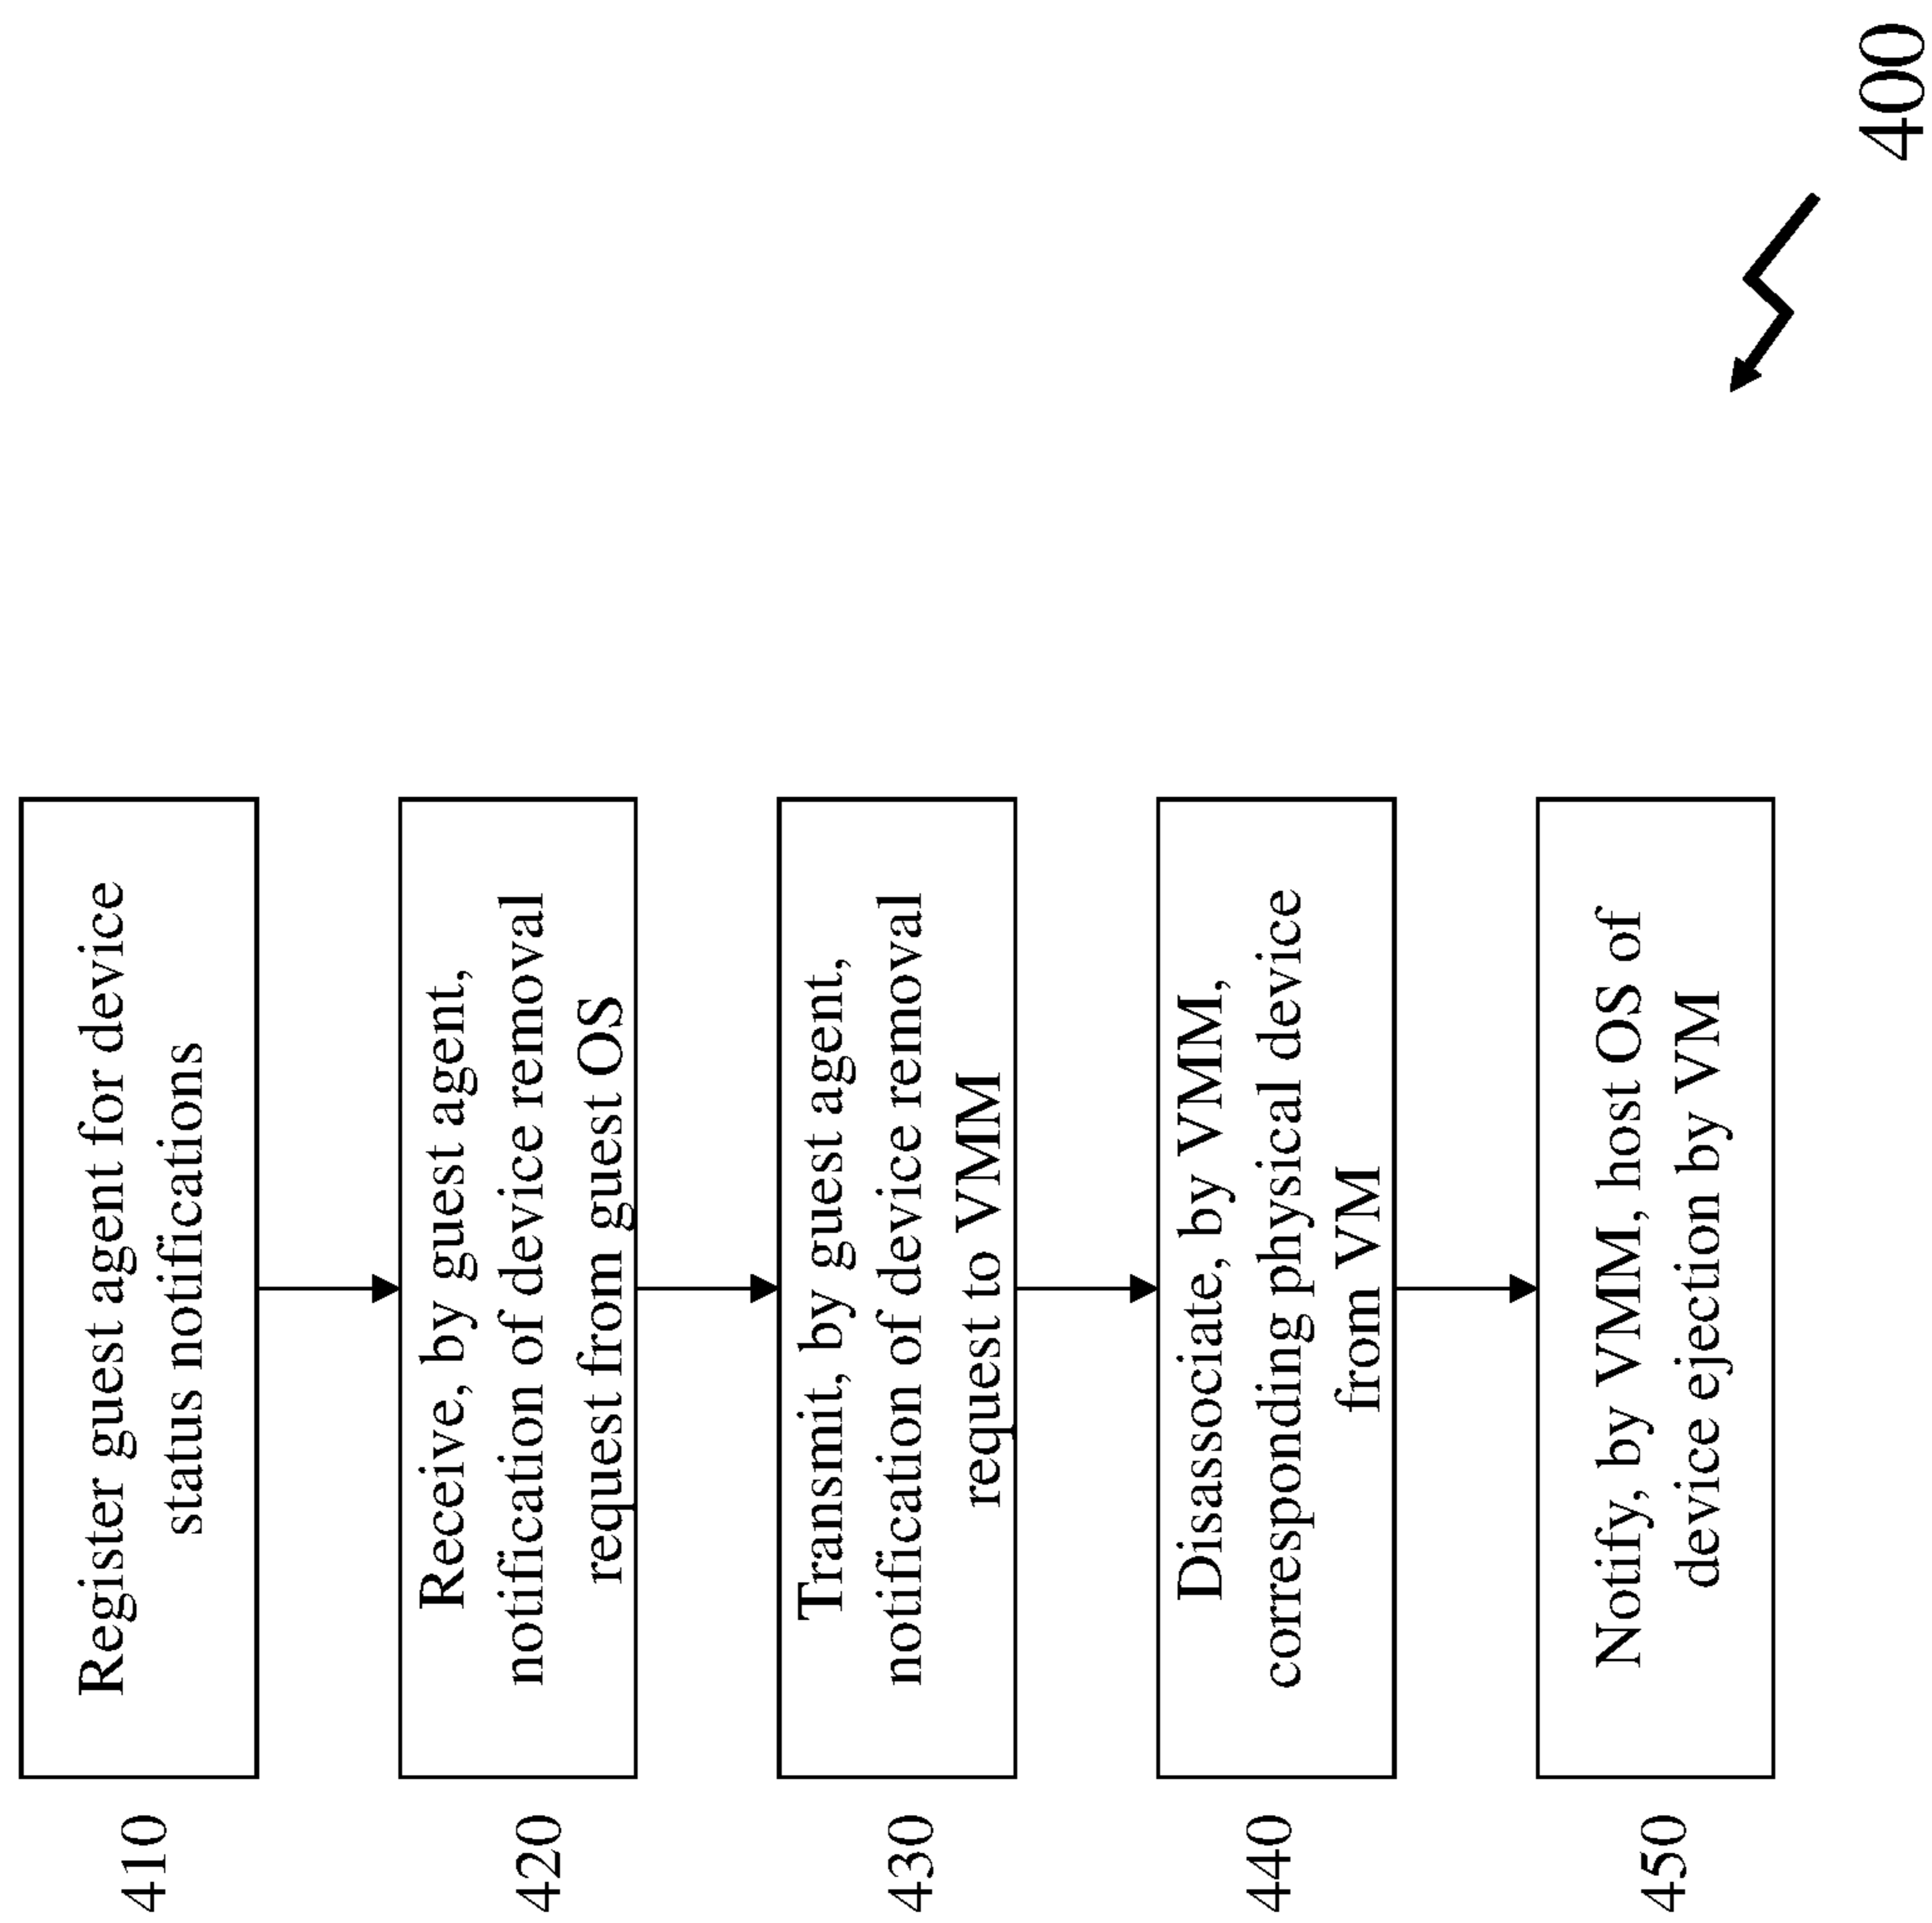 410
Register guest agent for device
status notifications
420
Receive, by guest agent,
notification of device removal
request from guest OS
430
Transmit, by guest agent,
notification of device removal
request to VMM
440
Disassociate, by VMM,
corresponding physical device
from VM
450
Notify, by VMM, host OS of
device ejection by VM
400